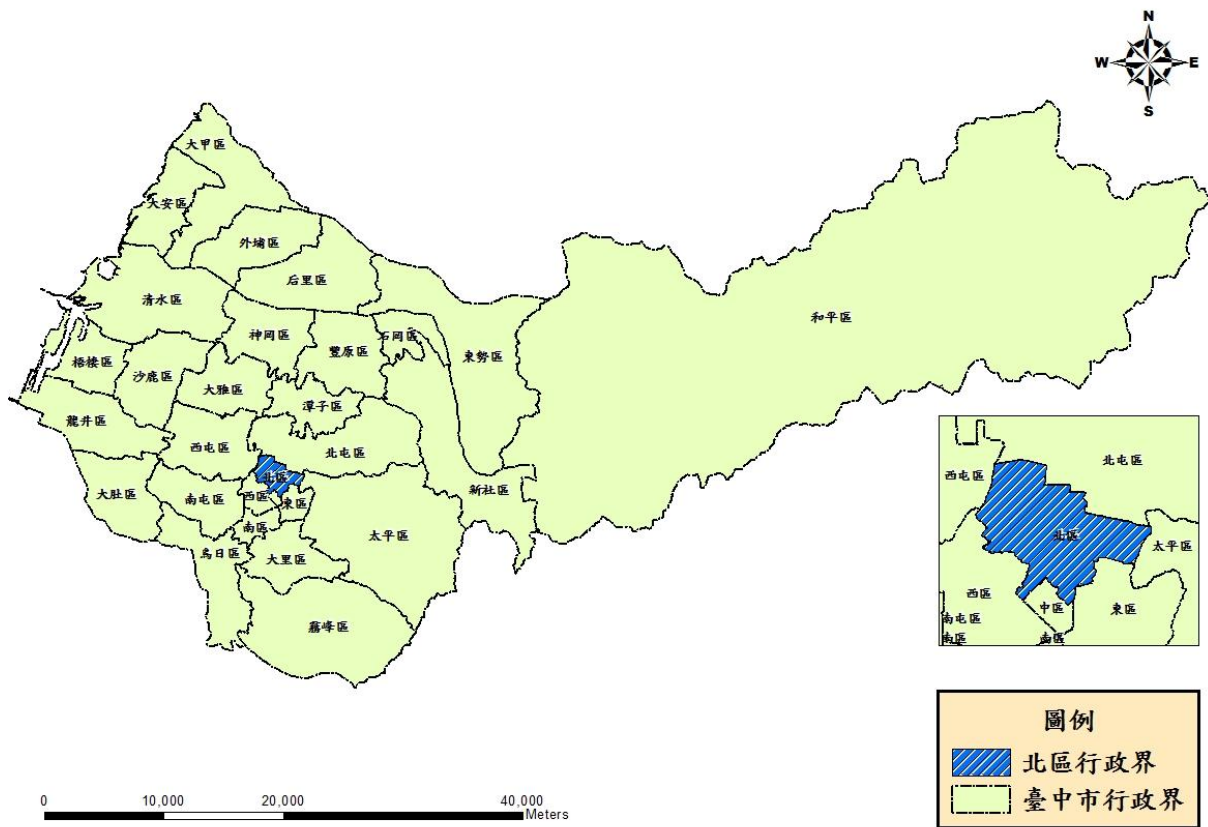 N
W E
S
大甲區
大安區
外埔區
后里區
清水區
神岡區
豐原區
石岡區
東勢區
和平區
梧棲區
沙鹿區
大雅區
潭子區
龍井區
西屯區
北屯區
北區
新社區
大肚區
南屯區
西區
東區
南區
太平區
烏日區
大里區
霧峰區
西屯區
北屯區
北區
太平區
西區
中區
東區
南屯區
南區
南區
圖例
北區行政界
臺中市行政界
0 10,000 20,000 40,000
Meters